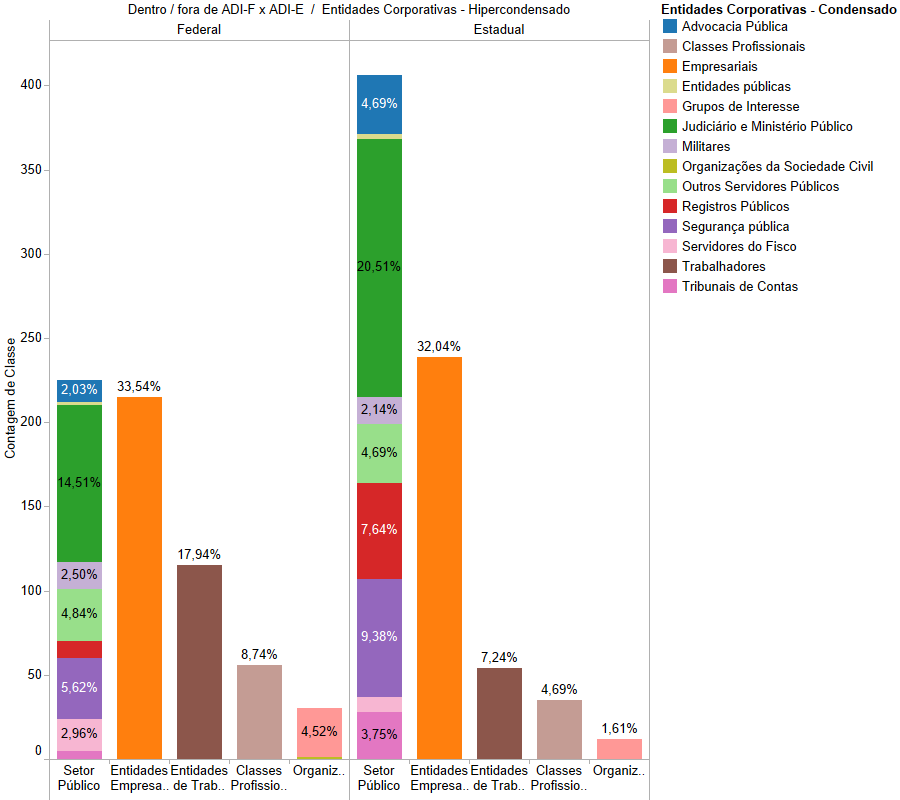 Dentro / fora de ADI-F x ADI-E / Entidades Corporativas - Hipercondensado
Federal
Estadual
Contagem de Classe
400
350
300
250
200
150
100
50
0
2,03%
14,51%
2,50%
4,84%
5,62%
2,96%
33,54%
17,94%
8,74%
4,52%
4,69%
20,51%
2,14%
4,69%
7,64%
9,38%
3,75%
32,04%
7,24%
4,69%
1,61%
Setor
Público
Entidades
Empresa..
Entidades
de Trab..
Classes
Profissio..
Organiz..
Setor
Público
Entidades
Empresa..
Entidades
de Trab..
Classes
Profissio..
Organiz..
Entidades Corporativas - Condensado
Advocacia Pública
Classes Profissionais
Empresariais
Entidades públicas
Grupos de Interesse
Judiciário e Ministério Público
Militares
Organizações da Sociedade Civil
Outros Servidores Públicos
Registros Públicos
Segurança pública
Servidores do Fisco
Trabalhadores
Tribunais de Contas